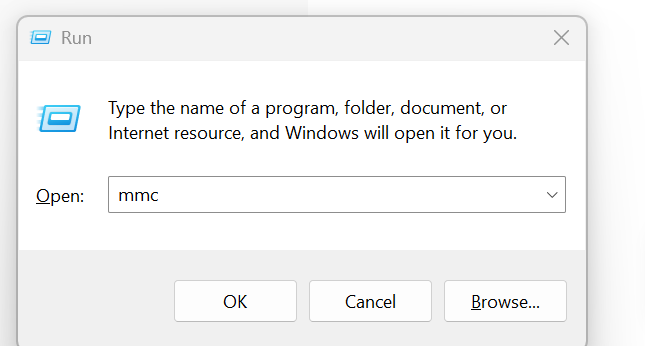 Run
Type the name of a program, folder, document, or
Internet resource, and Windows will open it for you.
Open: mmc
OK Cancel Browse...